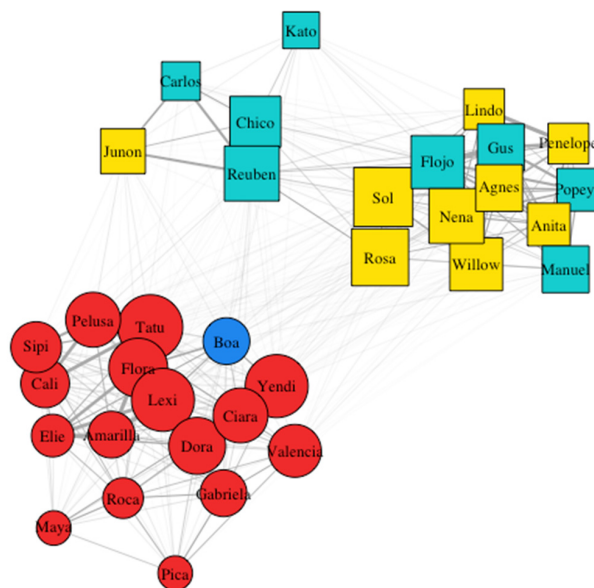 Kato
Carlos
Chico
Junon
Reuben
Lindo
Penelope
Gus
Flojo
Agnes
Popey
Sol
Nena
Anita
Rosa
Willow
Manuel
Pelusa
Tatu
Sipi
Boa
Flora
Cali
Yendi
Lexi
Ciara
Elie
Amarilla
Dora
Valencia
Roca
Gabriela
Maya
Pica